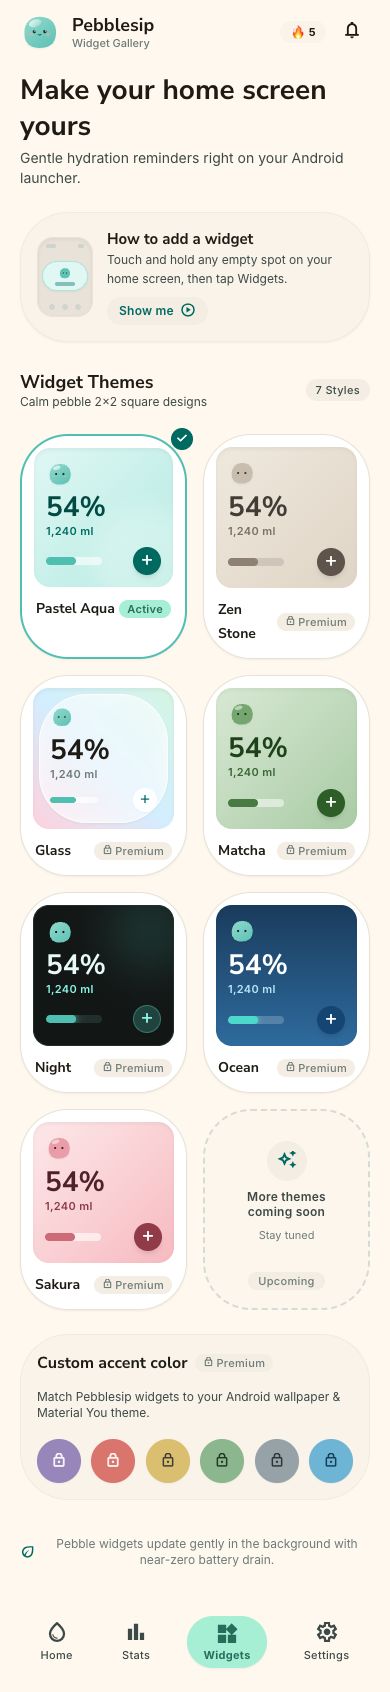 Pebblesip
Widget Gallery
🔥 5
Make your home screen
yours
Gentle hydration reminders right on your Android
launcher.
How to add a widget
Touch and hold any empty spot on your
home screen, then tap Widgets.
Show me
Widget Themes
Calm pebble 2×2 square designs
7 Styles
54%
1,240 ml
Pastel Aqua
Active
54%
1,240 ml
Zen
Stone
Premium
54%
1,240 ml
Glass
Premium
54%
1,240 ml
Matcha
Premium
54%
1,240 ml
Night
Premium
54%
1,240 ml
Ocean
Premium
54%
1,240 ml
Sakura
Premium
More themes
coming soon
Stay tuned
Upcoming
Custom accent color
Premium
Match Pebblesip widgets to your Android wallpaper &
Material You theme.
Pebble widgets update gently in the background with
near-zero battery drain.
Home
Stats
Widgets
Settings